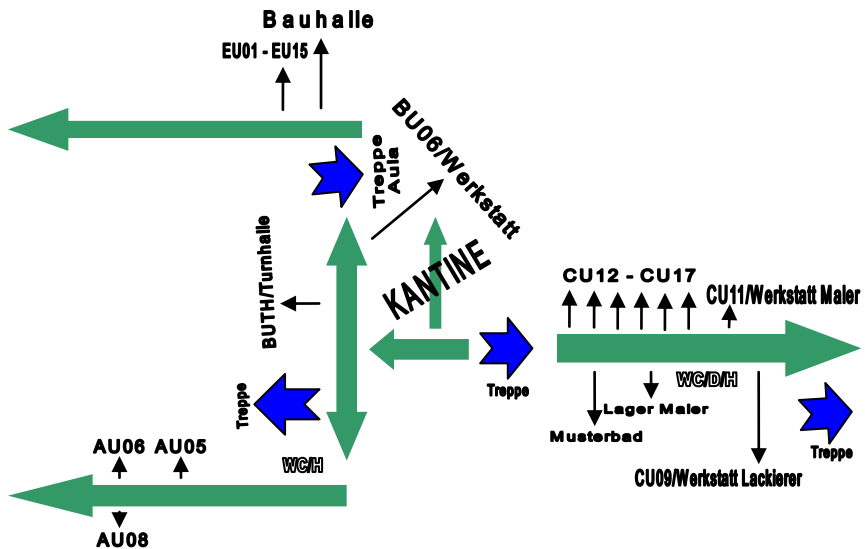 Bauhalle
EU01 - EU15
BU06/Werkstatt
Treppe
Aula
BUTH/Turnhalle
KANTINE
CU12 - CU17
CU11/Werkstatt Maler
WC/D/H
Treppe
Treppe
Lager Maler
Musterbad
Treppe
AU06 AU05
WC/H
CU09/Werkstatt Lackierer
AU08